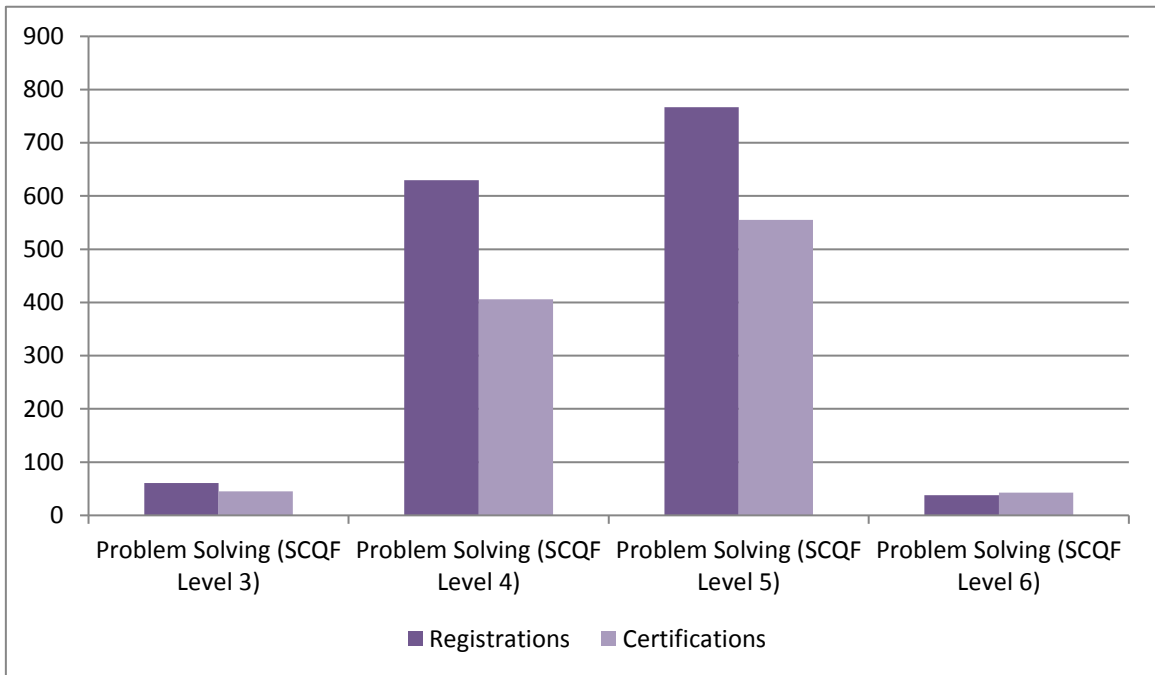 900
800
700
600
500
400
300
200
100
0
Problem Solving (SCQF
Level 3)
Problem Solving (SCQF
Level 4)
Problem Solving (SCQF
Level 5)
Problem Solving (SCQF
Level 6)
Registrations
Certifications